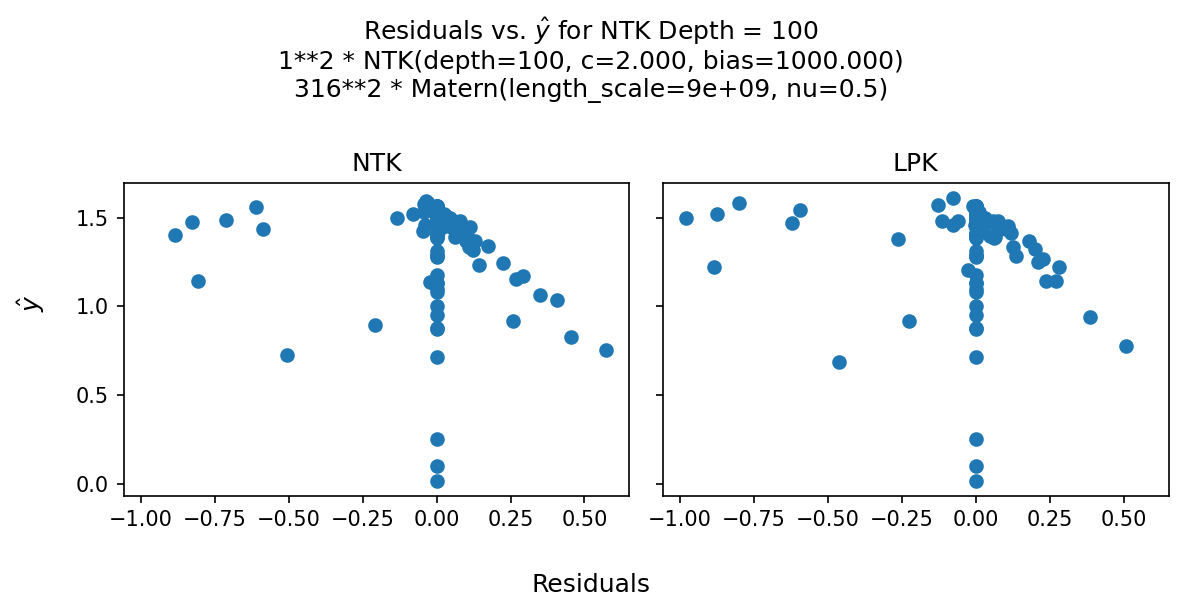 Residuals vs. ŷ for NTK Depth = 100
1**2 * NTK(depth=100, c=2.000, bias=1000.000)
316**2 * Matern(length_scale=9e+09, nu=0.5)
NTK
LPK
ŷ
1.5
1.0
0.5
0.0
−1.00 −0.75 −0.50 −0.25 0.00 0.25 0.50
−1.00 −0.75 −0.50 −0.25 0.00 0.25 0.50
Residuals